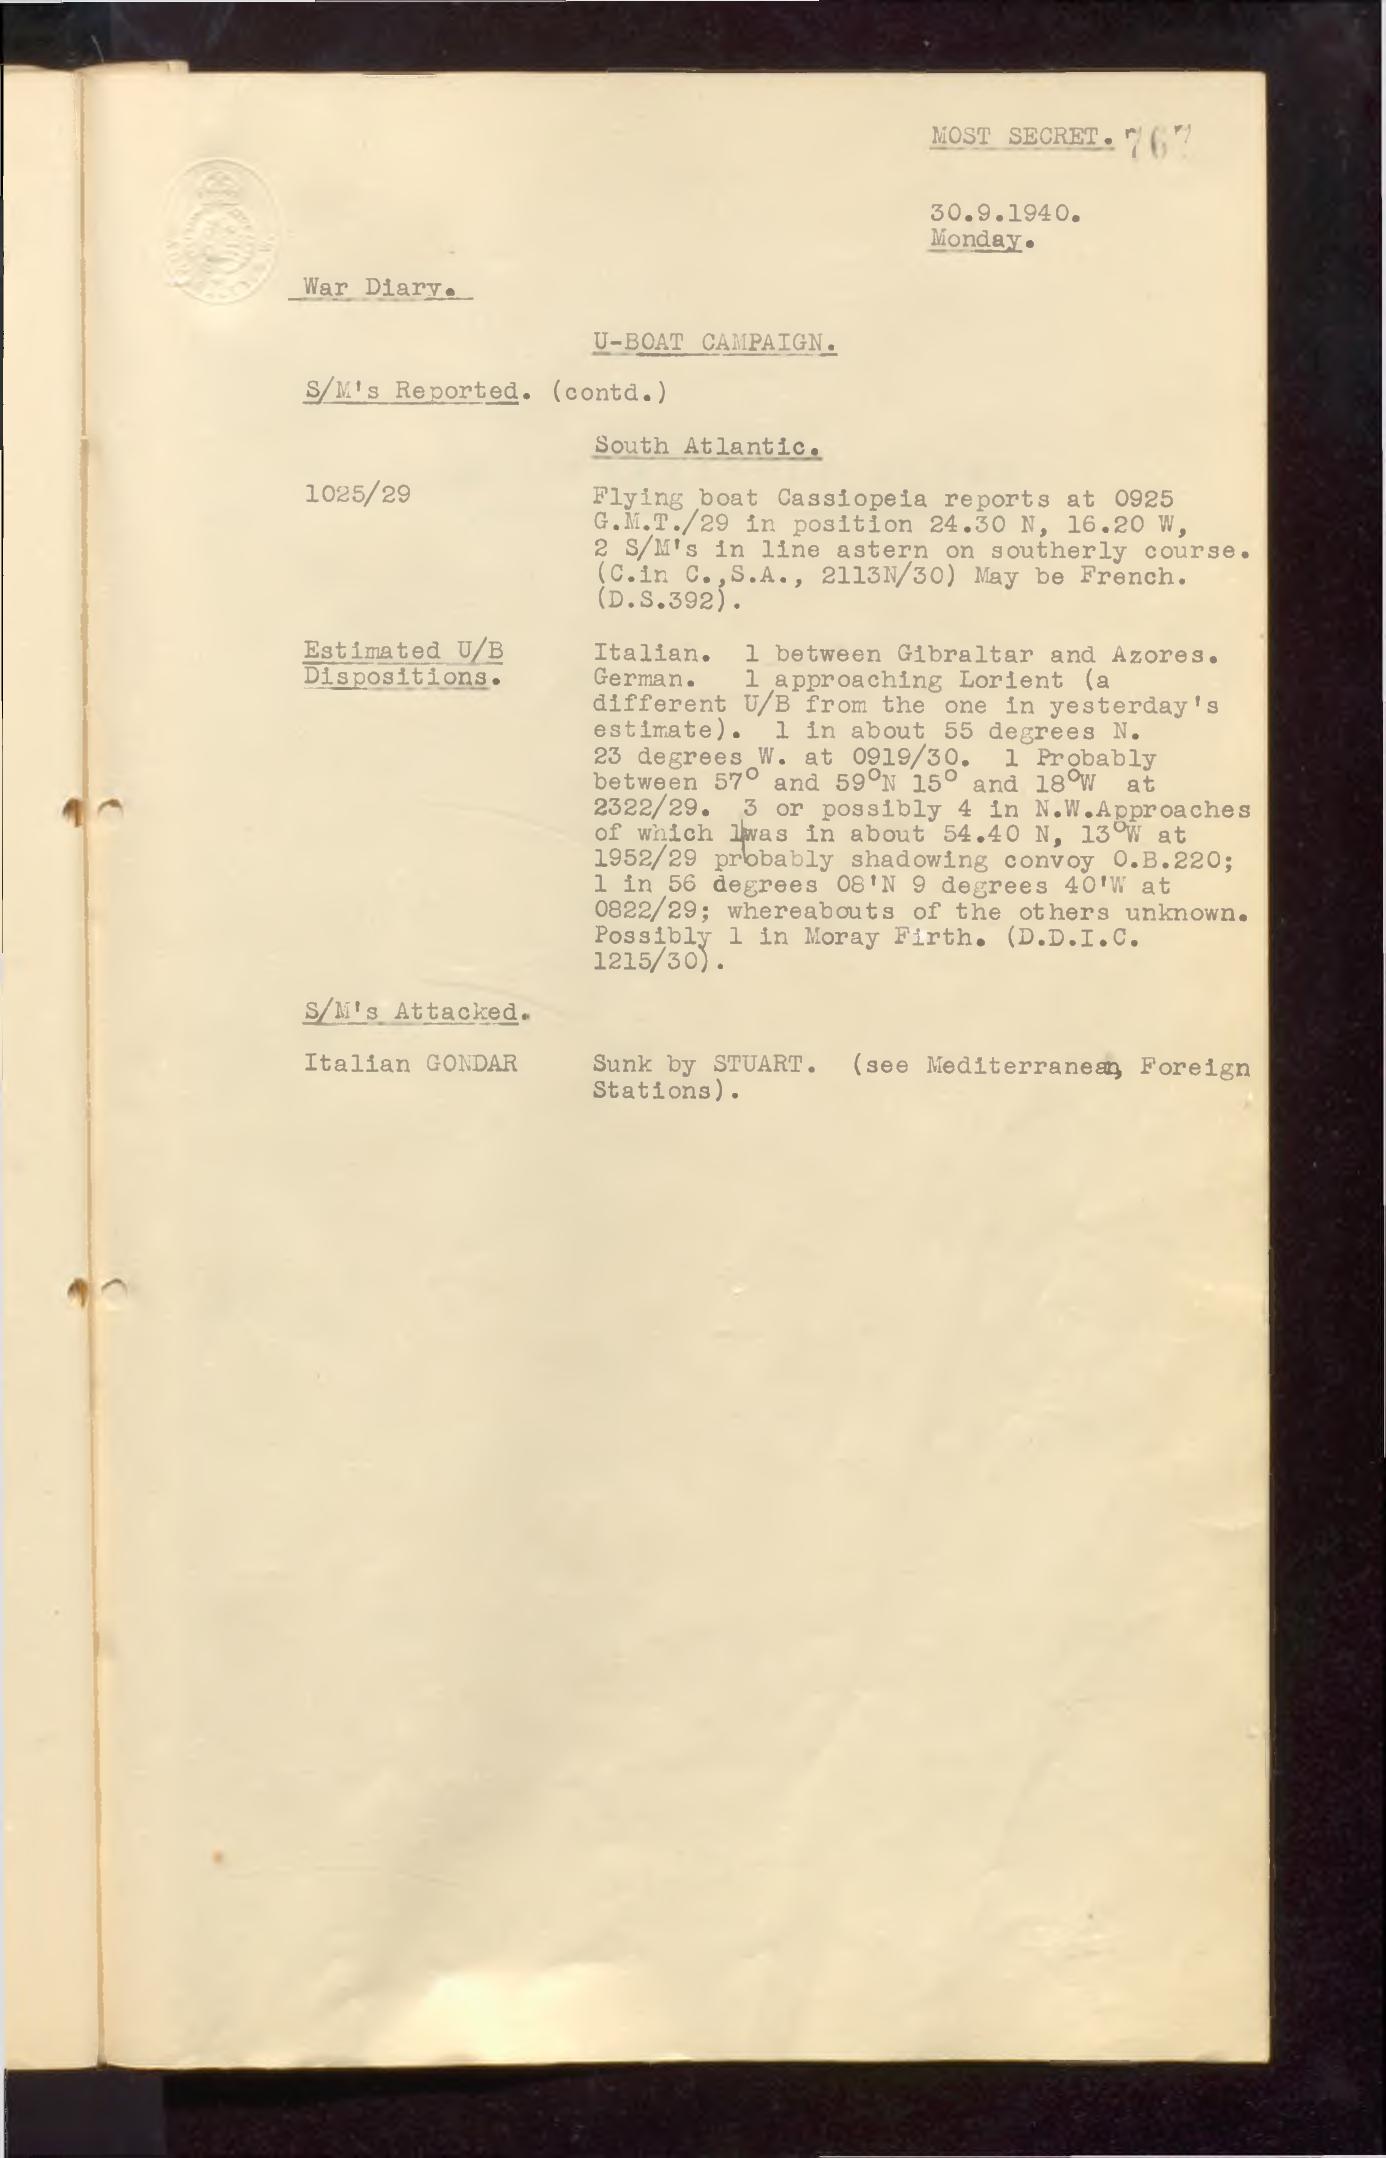 MOST SECRET. 767
30.9.1940.
Monday.
War Diary.
U-BOAT CAMPAIGN.
S/M's Reported. (contd.)
South Atlantic.
1025/29 Flying boat Cassiopeia reports at 0925
G.M.T./29 in position 24.30 N, 16.20 W,
2 S/M's in line astern on southerly course.
(C.in C.,S.A., 2113N/30) May be French.
(D.S.392).
Estimated U/B Italian. 1 between Gibraltar and Azores.
Dispositions. German. 1 approaching Lorient (a
different U/B from the one in yesterday's
estimate). 1 in about 55 degrees N.
23 degrees W. at 0919/30. 1 Probably
between 57° and 59°N 15° and 18°W at
2322/29. 3 or possibly 4 in N.W.Approaches
of which 1 was in about 54.40 N, 13°W at
1952/29 probably shadowing convoy O.B.220;
1 in 56 degrees 08'N 9 degrees 40'W at
0822/29; whereabouts of the others unknown.
Possibly 1 in Moray Firth. (D.D.I.C.
1215/30).
S/M's Attacked.
Italian GONDAR Sunk by STUART. (see Mediterranean, Foreign
Stations).